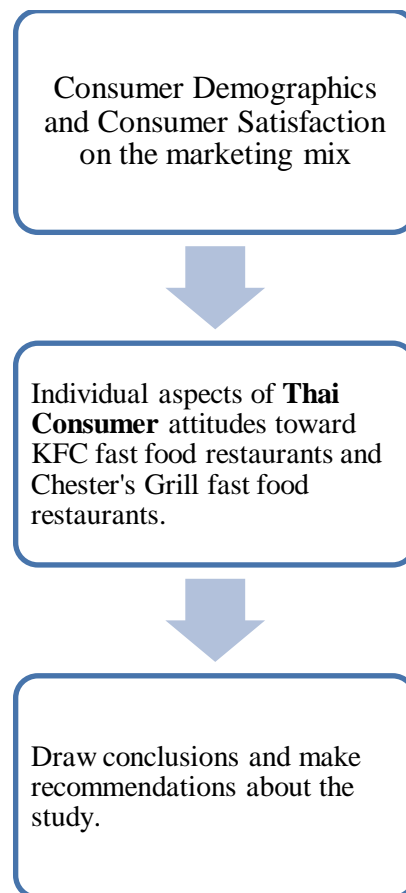 Consumer Demographics
and Consumer Satisfaction
on the marketing mix
Individual aspects of Thai
Consumer attitudes toward
KFC fast food restaurants and
Chester's Grill fast food
restaurants.
Draw conclusions and make
recommendations about the
study.